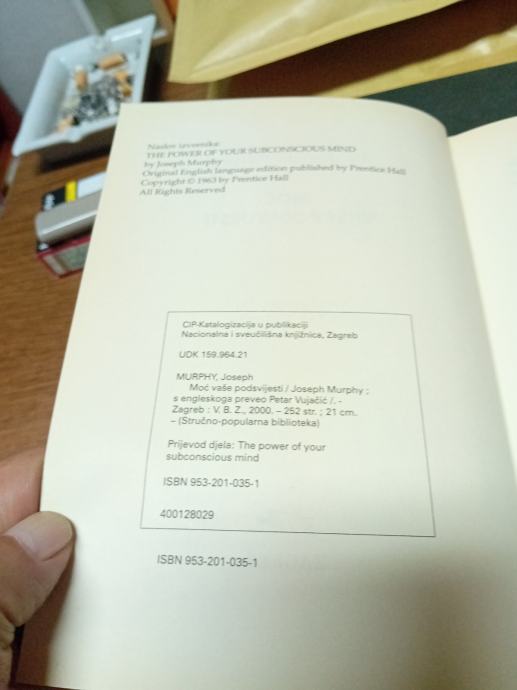 Naslov izvornika:
THE POWER OF YOUR SUBCONSCIOUS MIND
by Joseph Murphy
Original English language edition published by Prentice Hall
Copyright © 1963 by Prentice Hall
All Rights Reserved
CIP-Katalogizacija u publikaciji
Nacionalna i sveučilišna knjižnica, Zagreb
UDK 159.964.21
MURPHY, Joseph
Moć vaše podsvijesti / Joseph Murphy ;
s engleskoga preveo Petar Vujačić /. -
Zagreb : V. B. Z., 2000. – 252 str. ; 21 cm.
– (Stručno-popularna biblioteka)
Prijevod djela: The power of your
subconscious mind
ISBN 953-201-035-1
400128029
ISBN 953-201-035-1